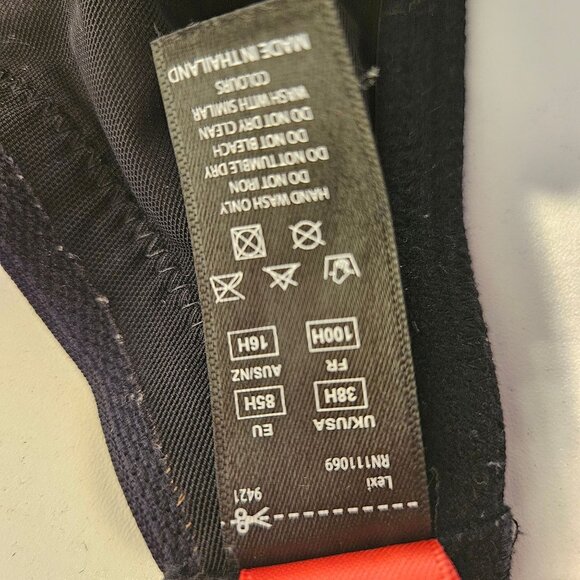 Lexi 9421
RN111069
UK/USA EU
38H 85H
FR AUS/NZ
100H 16H
HAND WASH ONLY
DO NOT IRON
DO NOT TUMBLE DRY
DO NOT BLEACH
DO NOT DRY CLEAN
WASH WITH SIMILAR
COLOURS
MADE IN THAILAND